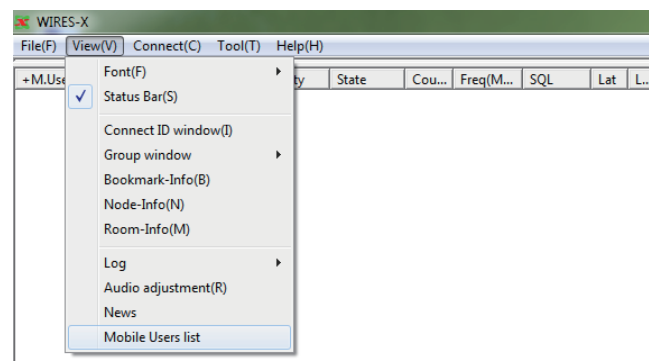 WIRES-X
File(F) View(V) Connect(C) Tool(T) Help(H)
+M.Use ty State Cou... Freq(M... SQL Lat L...
Font(F)
Status Bar(S)
Connect ID window(I)
Group window
Bookmark-Info(B)
Node-Info(N)
Room-Info(M)
Log
Audio adjustment(R)
News
Mobile Users list